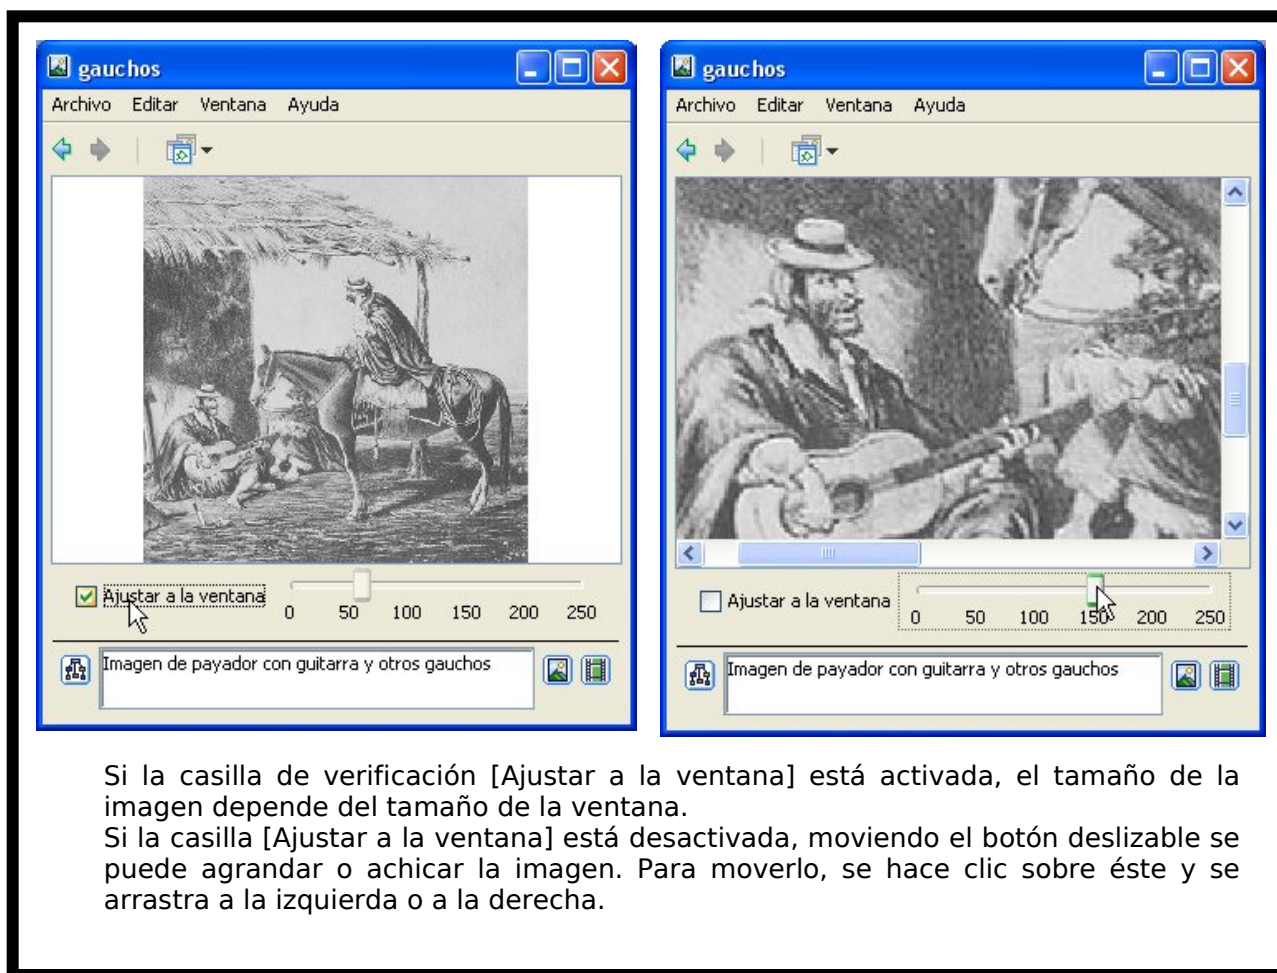 gauchos
Archivo Editar Ventana Ayuda
Ajustar a la ventana
0 50 100 150 200 250
Imagen de payador con guitarra y otros gauchos
gauchos
Archivo Editar Ventana Ayuda
Ajustar a la ventana
0 50 100 150 200 250
Imagen de payador con guitarra y otros gauchos
Si la casilla de verificación [Ajustar a la ventana] está activada, el tamaño de la
imagen depende del tamaño de la ventana.
Si la casilla [Ajustar a la ventana] está desactivada, moviendo el botón deslizable se
puede agrandar o achicar la imagen. Para moverlo, se hace clic sobre éste y se
arrastra a la izquierda o a la derecha.